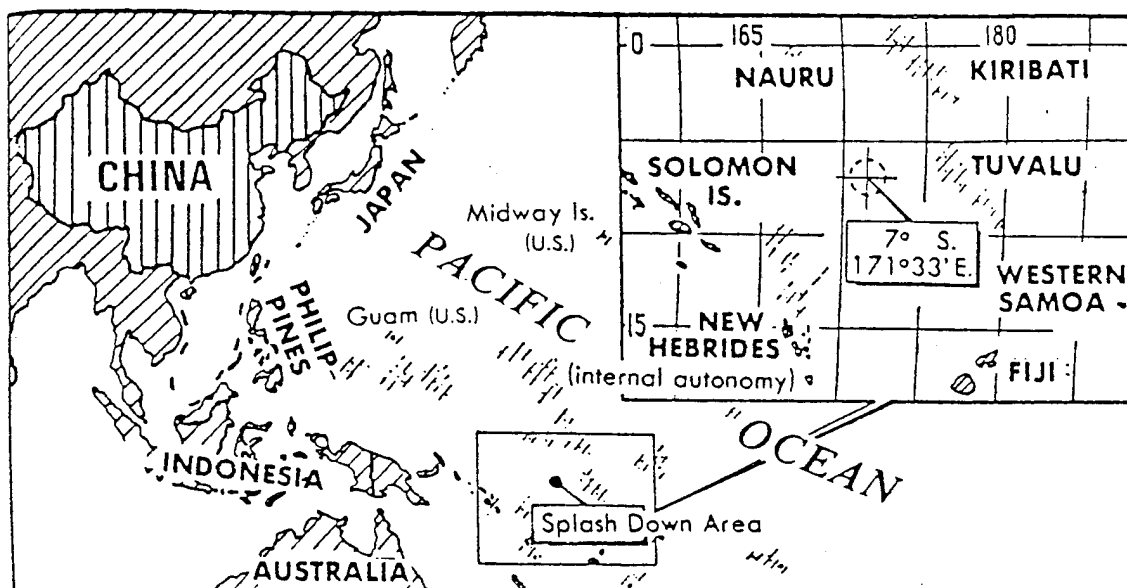 CHINA
JAPAN
PHILIP-
PINES
Midway Is.
(U.S.)
PACIFIC
Guam (U.S.)
OCEAN
INDONESIA
AUSTRALIA
Splash Down Area
0
165
180
NAURU
KIRIBATI
SOLOMON
IS.
TUVALU
7° S.
171°33'E.
WESTERN
SAMOA
15
NEW
HEBRIDES
(internal autonomy)
FIJI